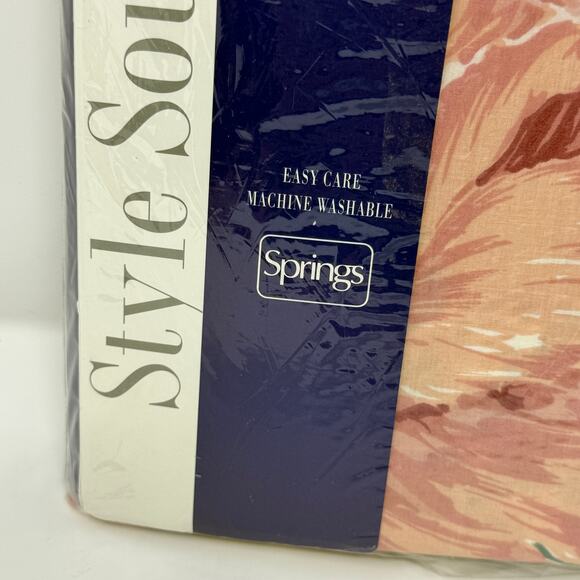 Style Sou
EASY CARE
MACHINE WASHABLE
Springs